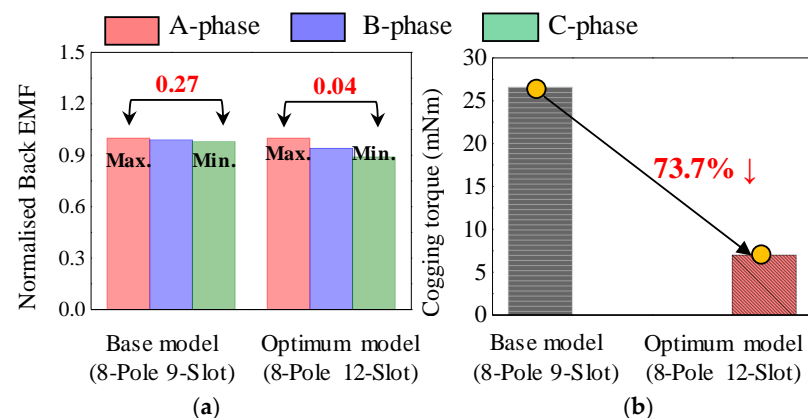 A-phase B-phase C-phase
Normalised Back EMF
1.5
1.2
0.9
0.6
0.3
0.0
0.27
0.04
Max. Min. Max. Min.
Base model Optimum model
(8-Pole 9-Slot) (8-Pole 12-Slot)
(a)
Cogging torque (mNm)
30
25
20
15
10
5
0
73.7% ↓
Base model Optimum model
(8-Pole 9-Slot) (8-Pole 12-Slot)
(b)